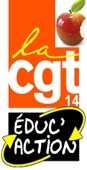 la
cgt
14
ÉDUC'
ACTION